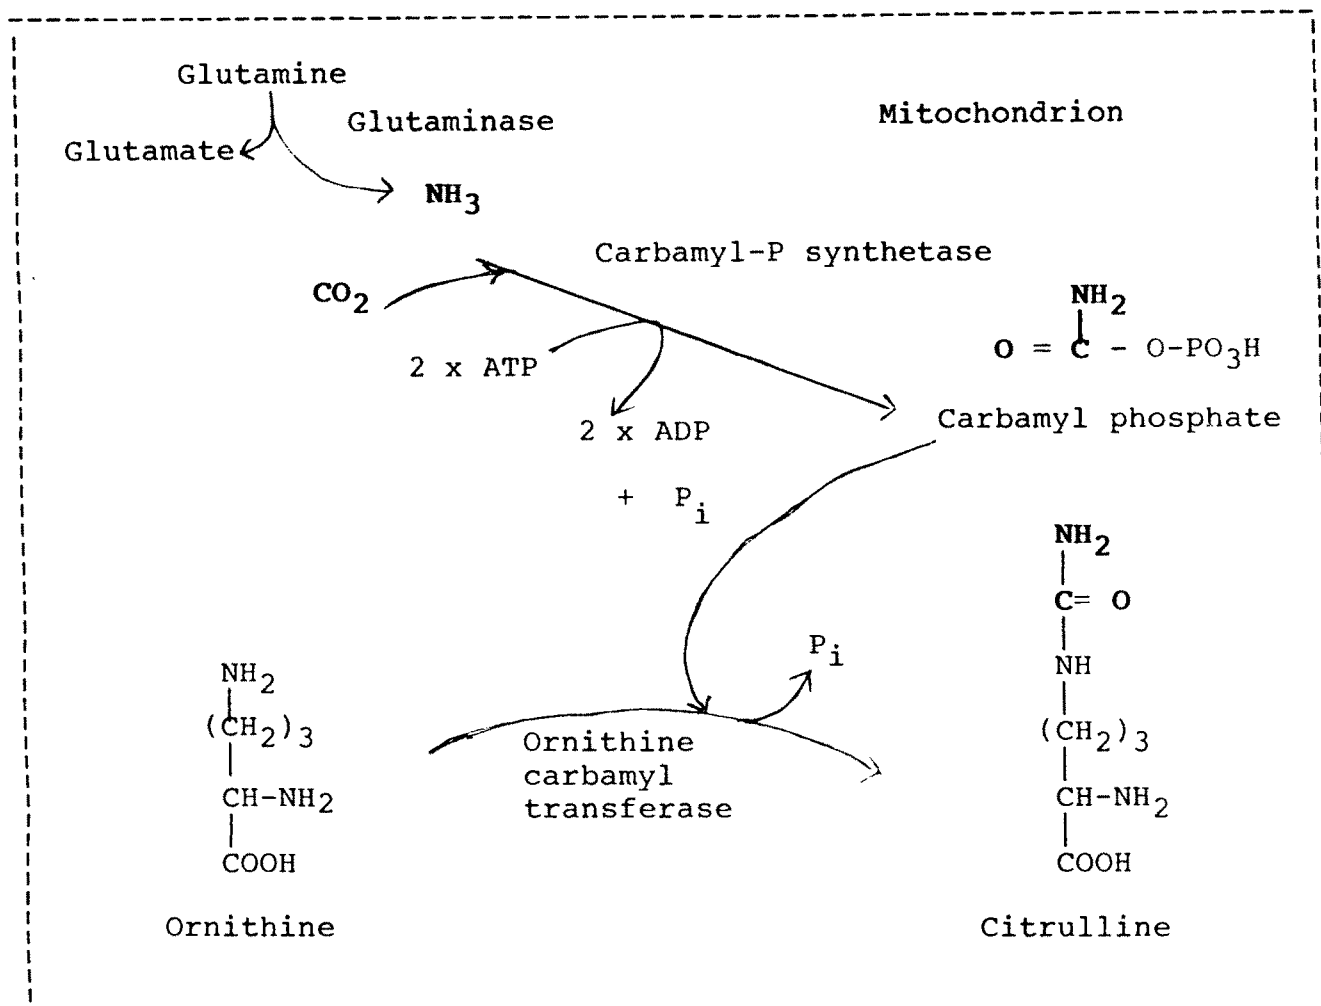 Glutamine
Glutaminase
Mitochondrion
Glutamate
NH3
Carbamyl-P synthetase
CO2
NH2
O = C - O-PO3H
2 x ATP
Carbamyl phosphate
2 x ADP
+ Pi
NH2
C= O
Pi
NH
NH2
(CH2)3
(CH2)3
Ornithine
carbamyl
transferase
CH-NH2
CH-NH2
COOH
COOH
Ornithine
Citrulline